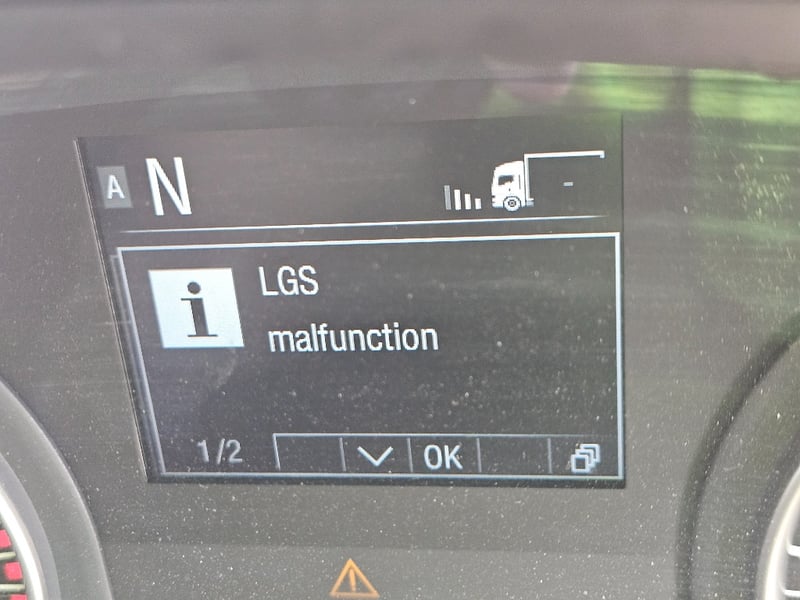 A N
i LGS
malfunction
1/2 OK